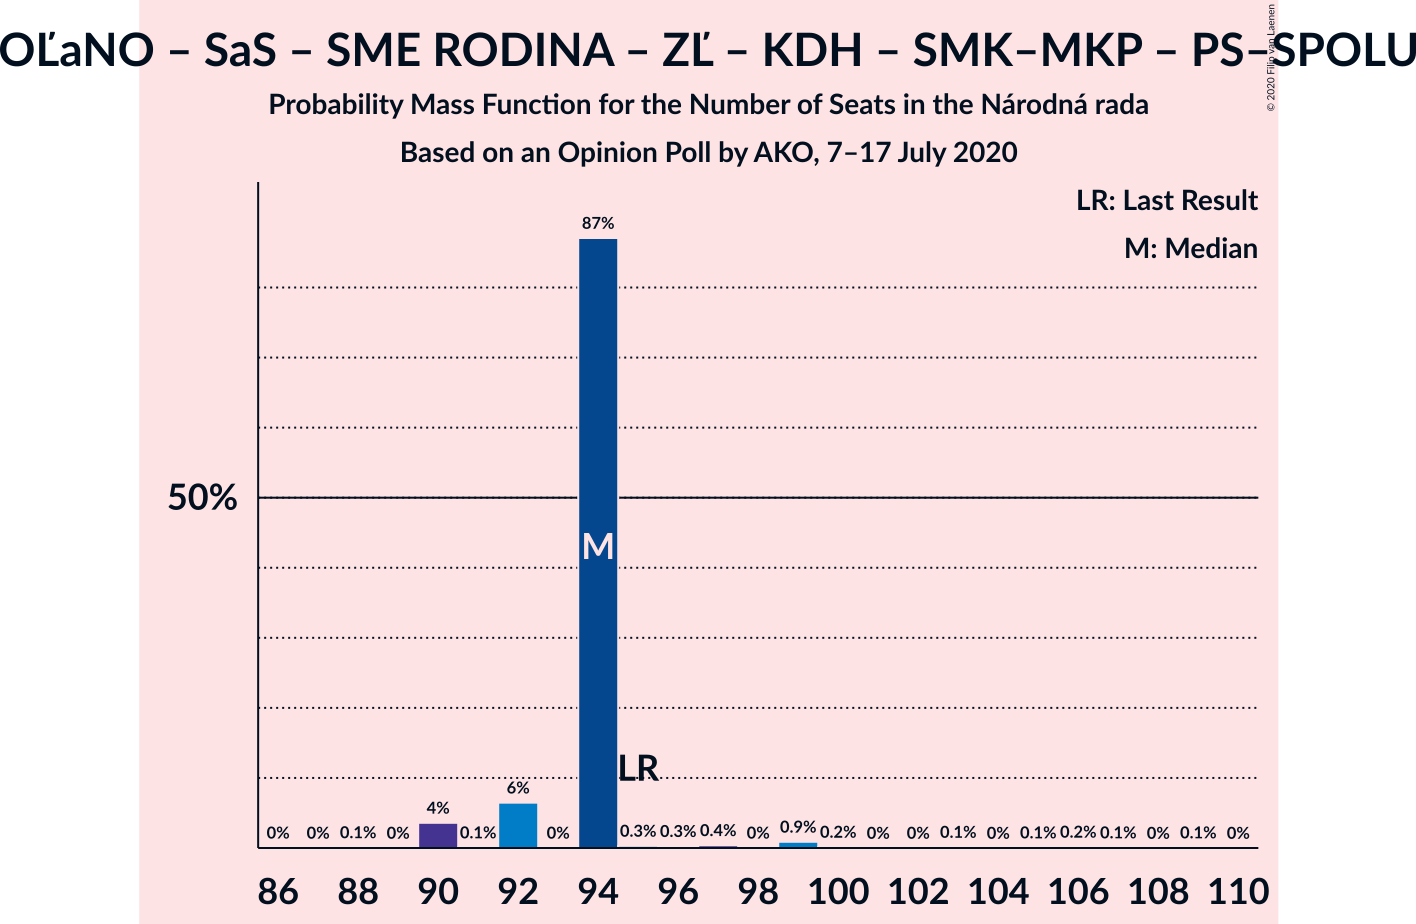 OĽaNO – SaS – SME RODINA – ZĽ – KDH – SMK–MKP – PS–SPOLU
© 2020 Filip van Laenen
Probability Mass Function for the Number of Seats in the Národná rada
Based on an Opinion Poll by AKO, 7–17 July 2020
LR: Last Result
M: Median
87%
50%
M
LR
0% 0% 0.1% 0% 4% 0.1% 6% 0% 0.3% 0.3% 0.4% 0% 0.9% 0.2% 0% 0% 0.1% 0% 0.1% 0.2% 0.1% 0% 0.1% 0%
86 88 90 92 94 96 98 100 102 104 106 108 110